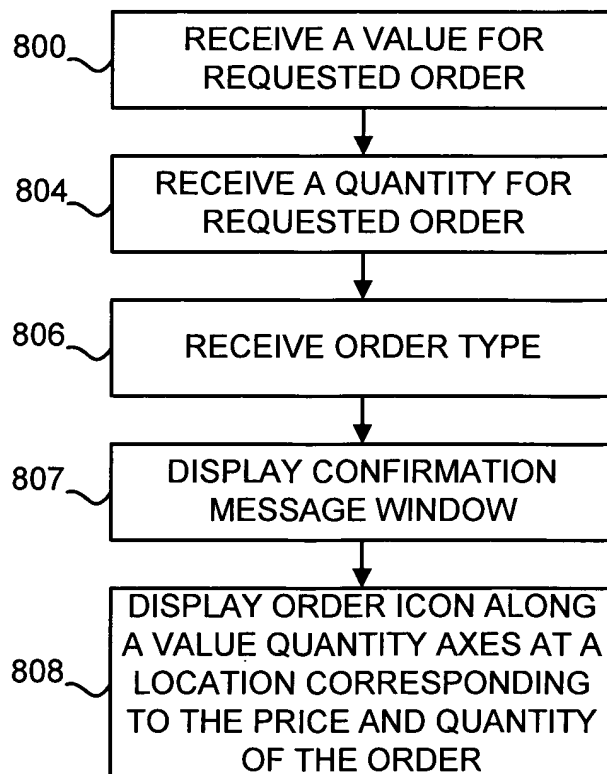 800
RECEIVE A VALUE FOR
REQUESTED ORDER
804
RECEIVE A QUANTITY FOR
REQUESTED ORDER
806
RECEIVE ORDER TYPE
807
DISPLAY CONFIRMATION
MESSAGE WINDOW
808
DISPLAY ORDER ICON ALONG
A VALUE QUANTITY AXES AT A
LOCATION CORRESPONDING
TO THE PRICE AND QUANTITY
OF THE ORDER